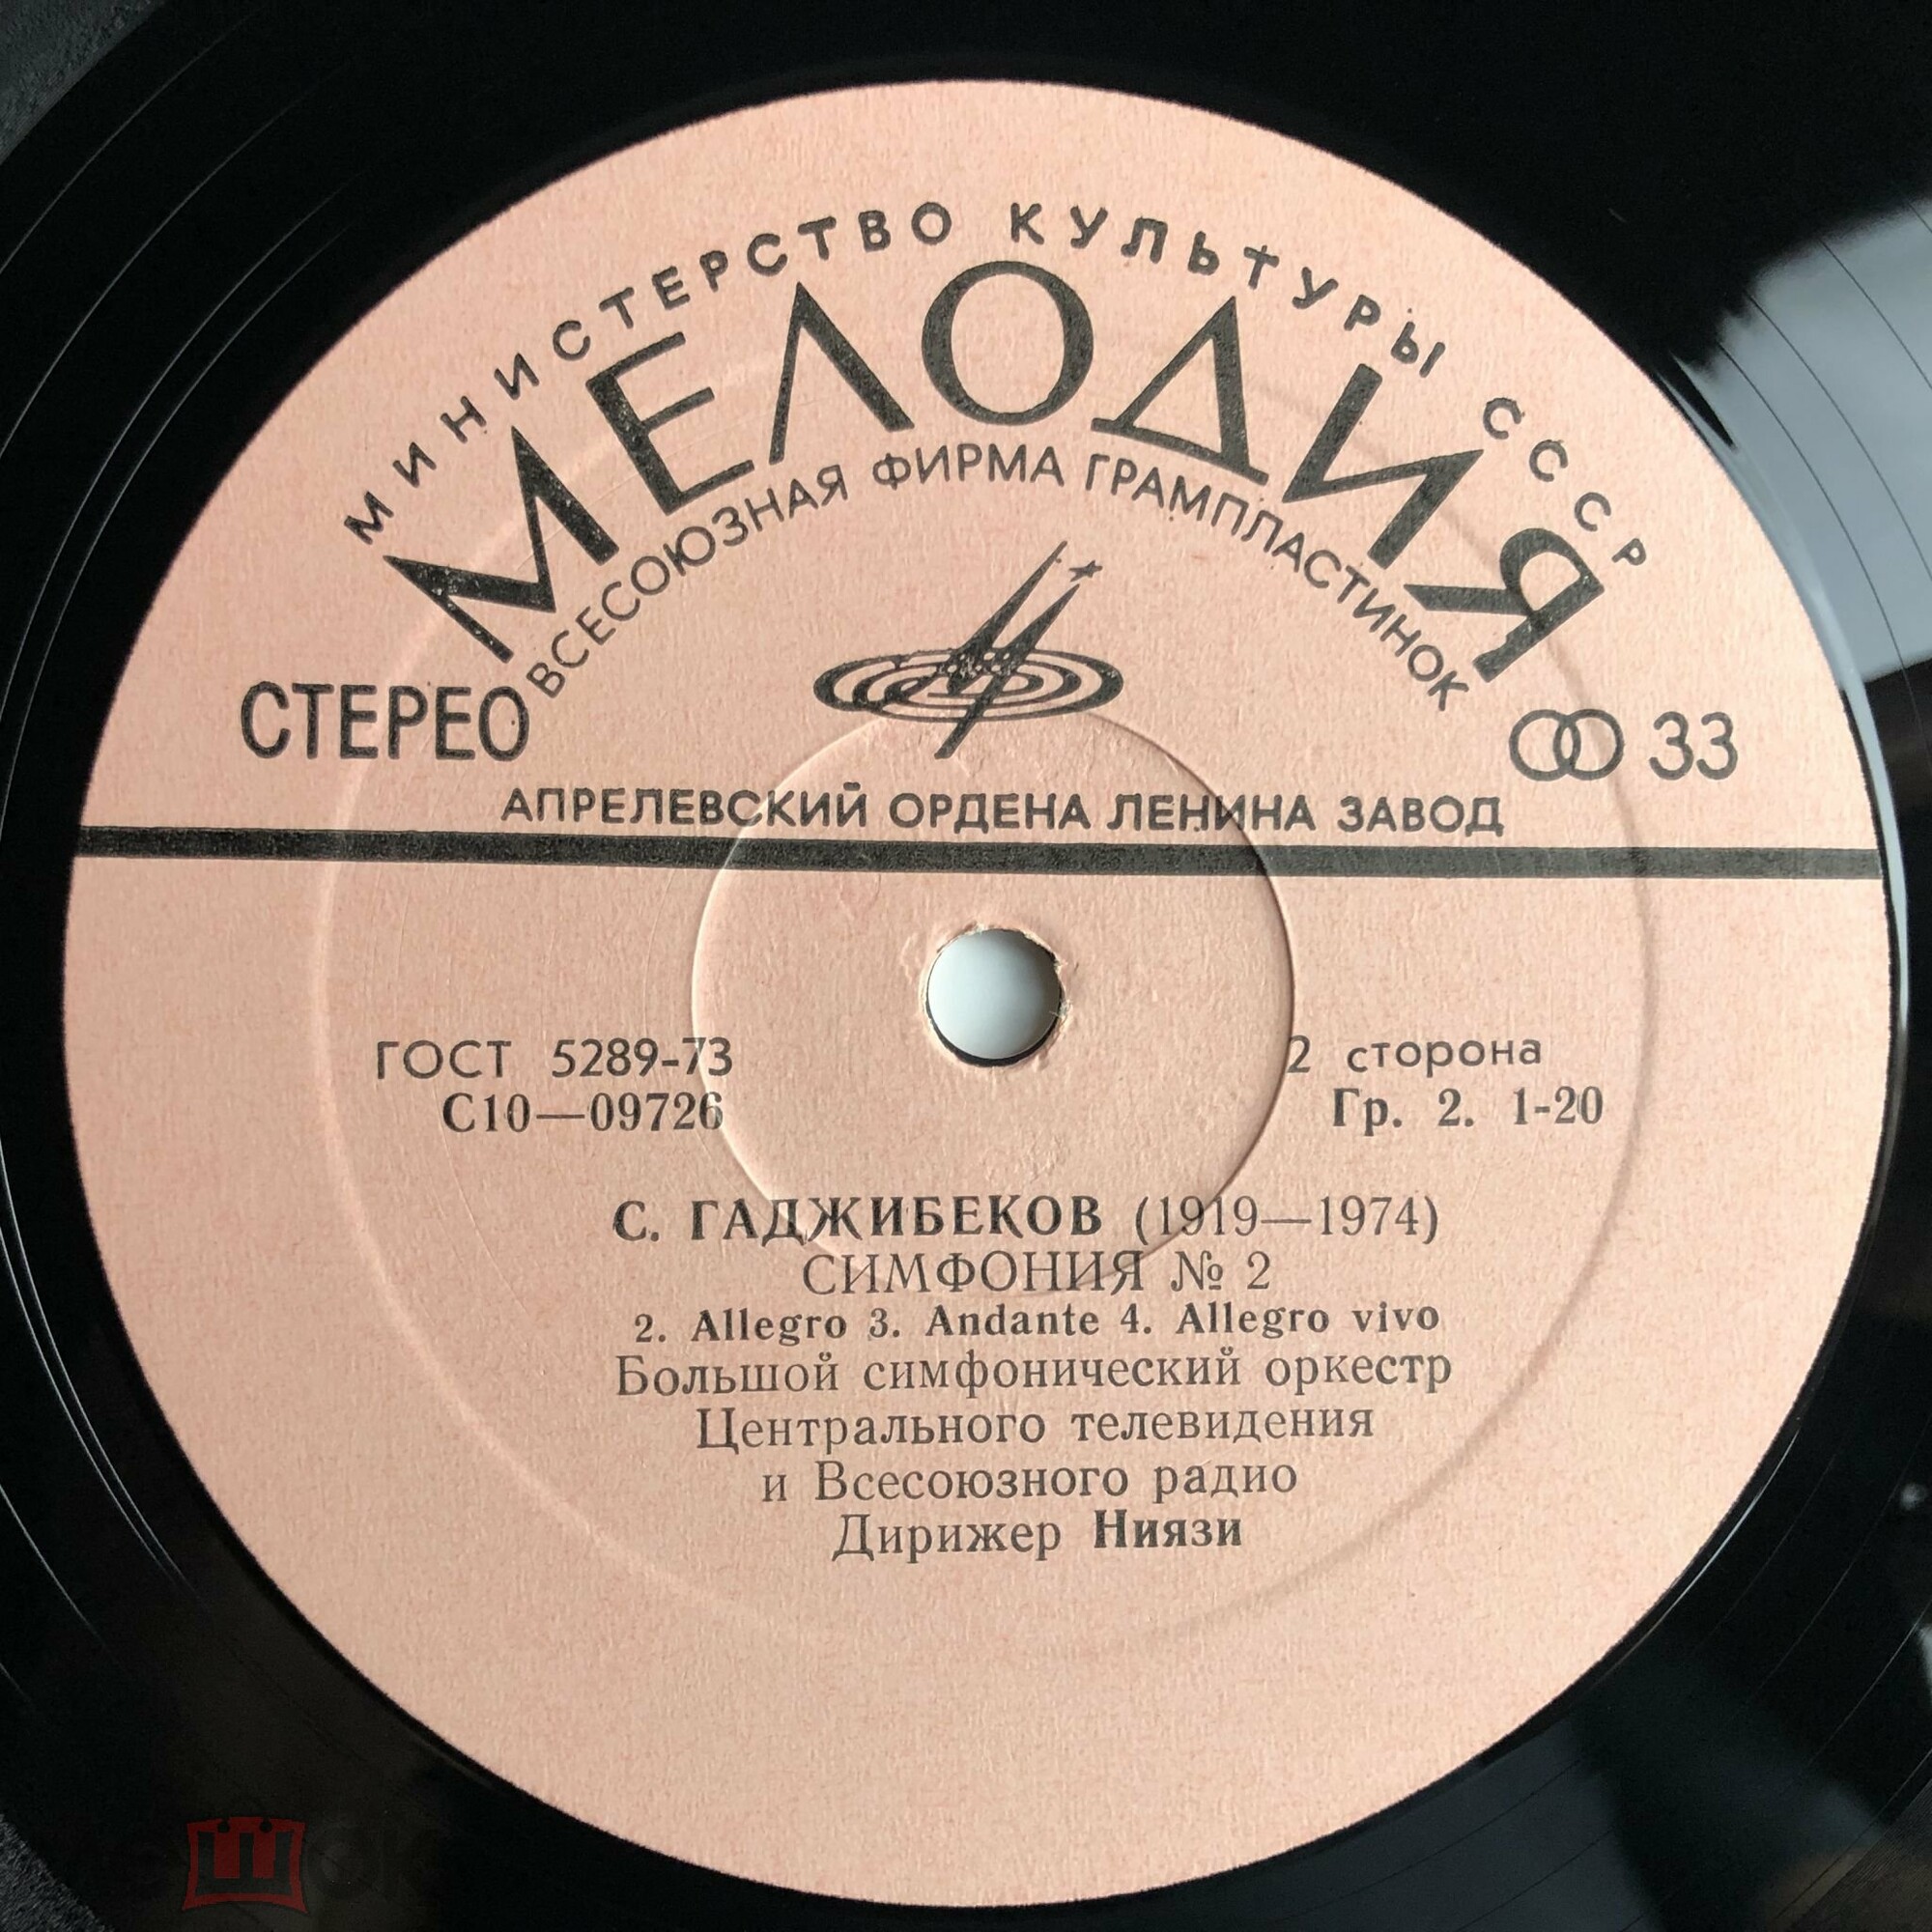 МИНИСТЕРСТВО КУЛЬТУРЫ СССР
МЕЛОДИЯ
ВСЕСОЮЗНАЯ ФИРМА ГРАМПЛАСТИНОК
СТЕРЕО
33
АПРЕЛЕВСКИЙ ОРДЕНА ЛЕНИНА ЗАВОД
ГОСТ 5289-73
2 сторона
С10—09726
Гр. 2. 1-20
С. ГАДЖИБЕКОВ (1919—1974)
СИМФОНИЯ № 2
2. Allegro 3. Andante 4. Allegro vivo
Большой симфонический оркестр
Центрального телевидения
и Всесоюзного радио
Дирижер Ниязи